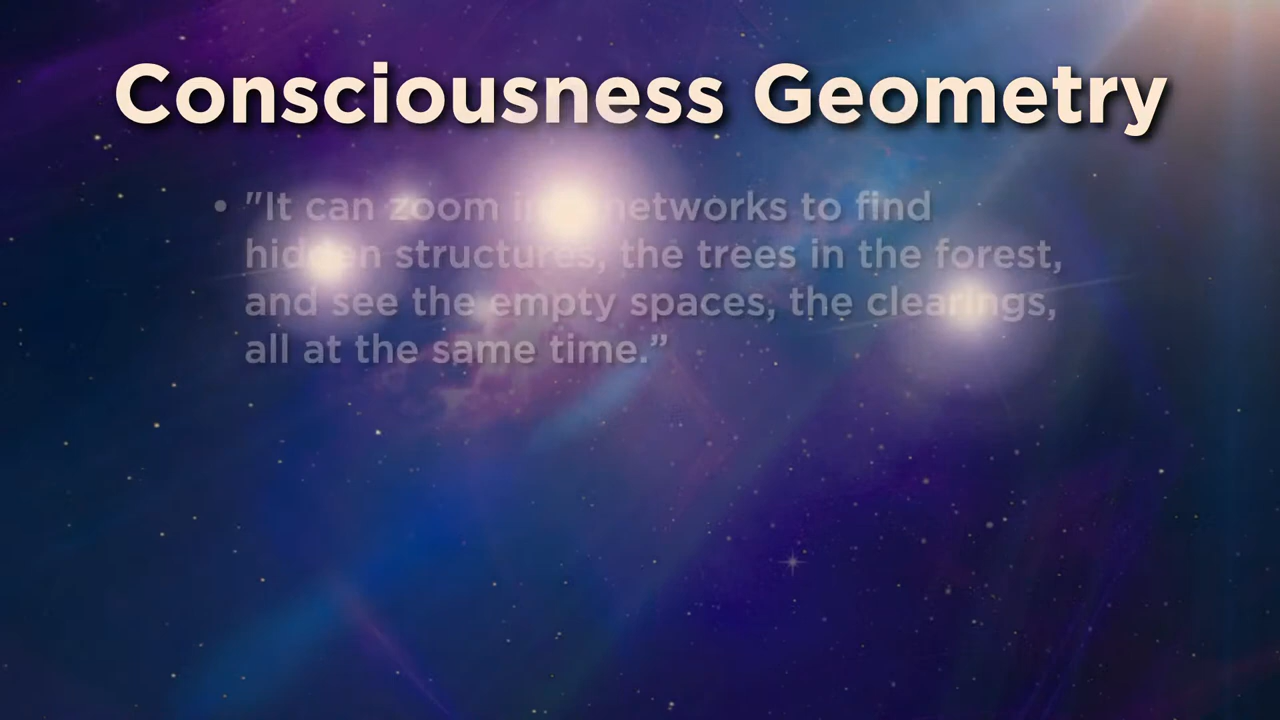 Consciousness Geometry
• "It can zoom into networks to find
hidden structures, the trees in the forest,
and see the empty spaces, the clearings,
all at the same time.”